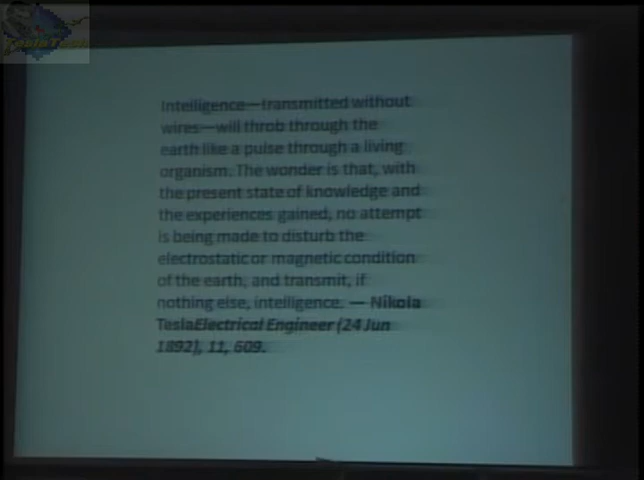 Intelligence—transmitted without
wires—will throb through the
earth like a pulse through a living
organism. The wonder is that, with
the present state of knowledge and
the experiences gained, no attempt
is being made to disturb the
electrostatic or magnetic condition
of the earth, and transmit, if
nothing else, intelligence. — Nikola
TeslaElectrical Engineer (24 Jun
1892), 11, 609.